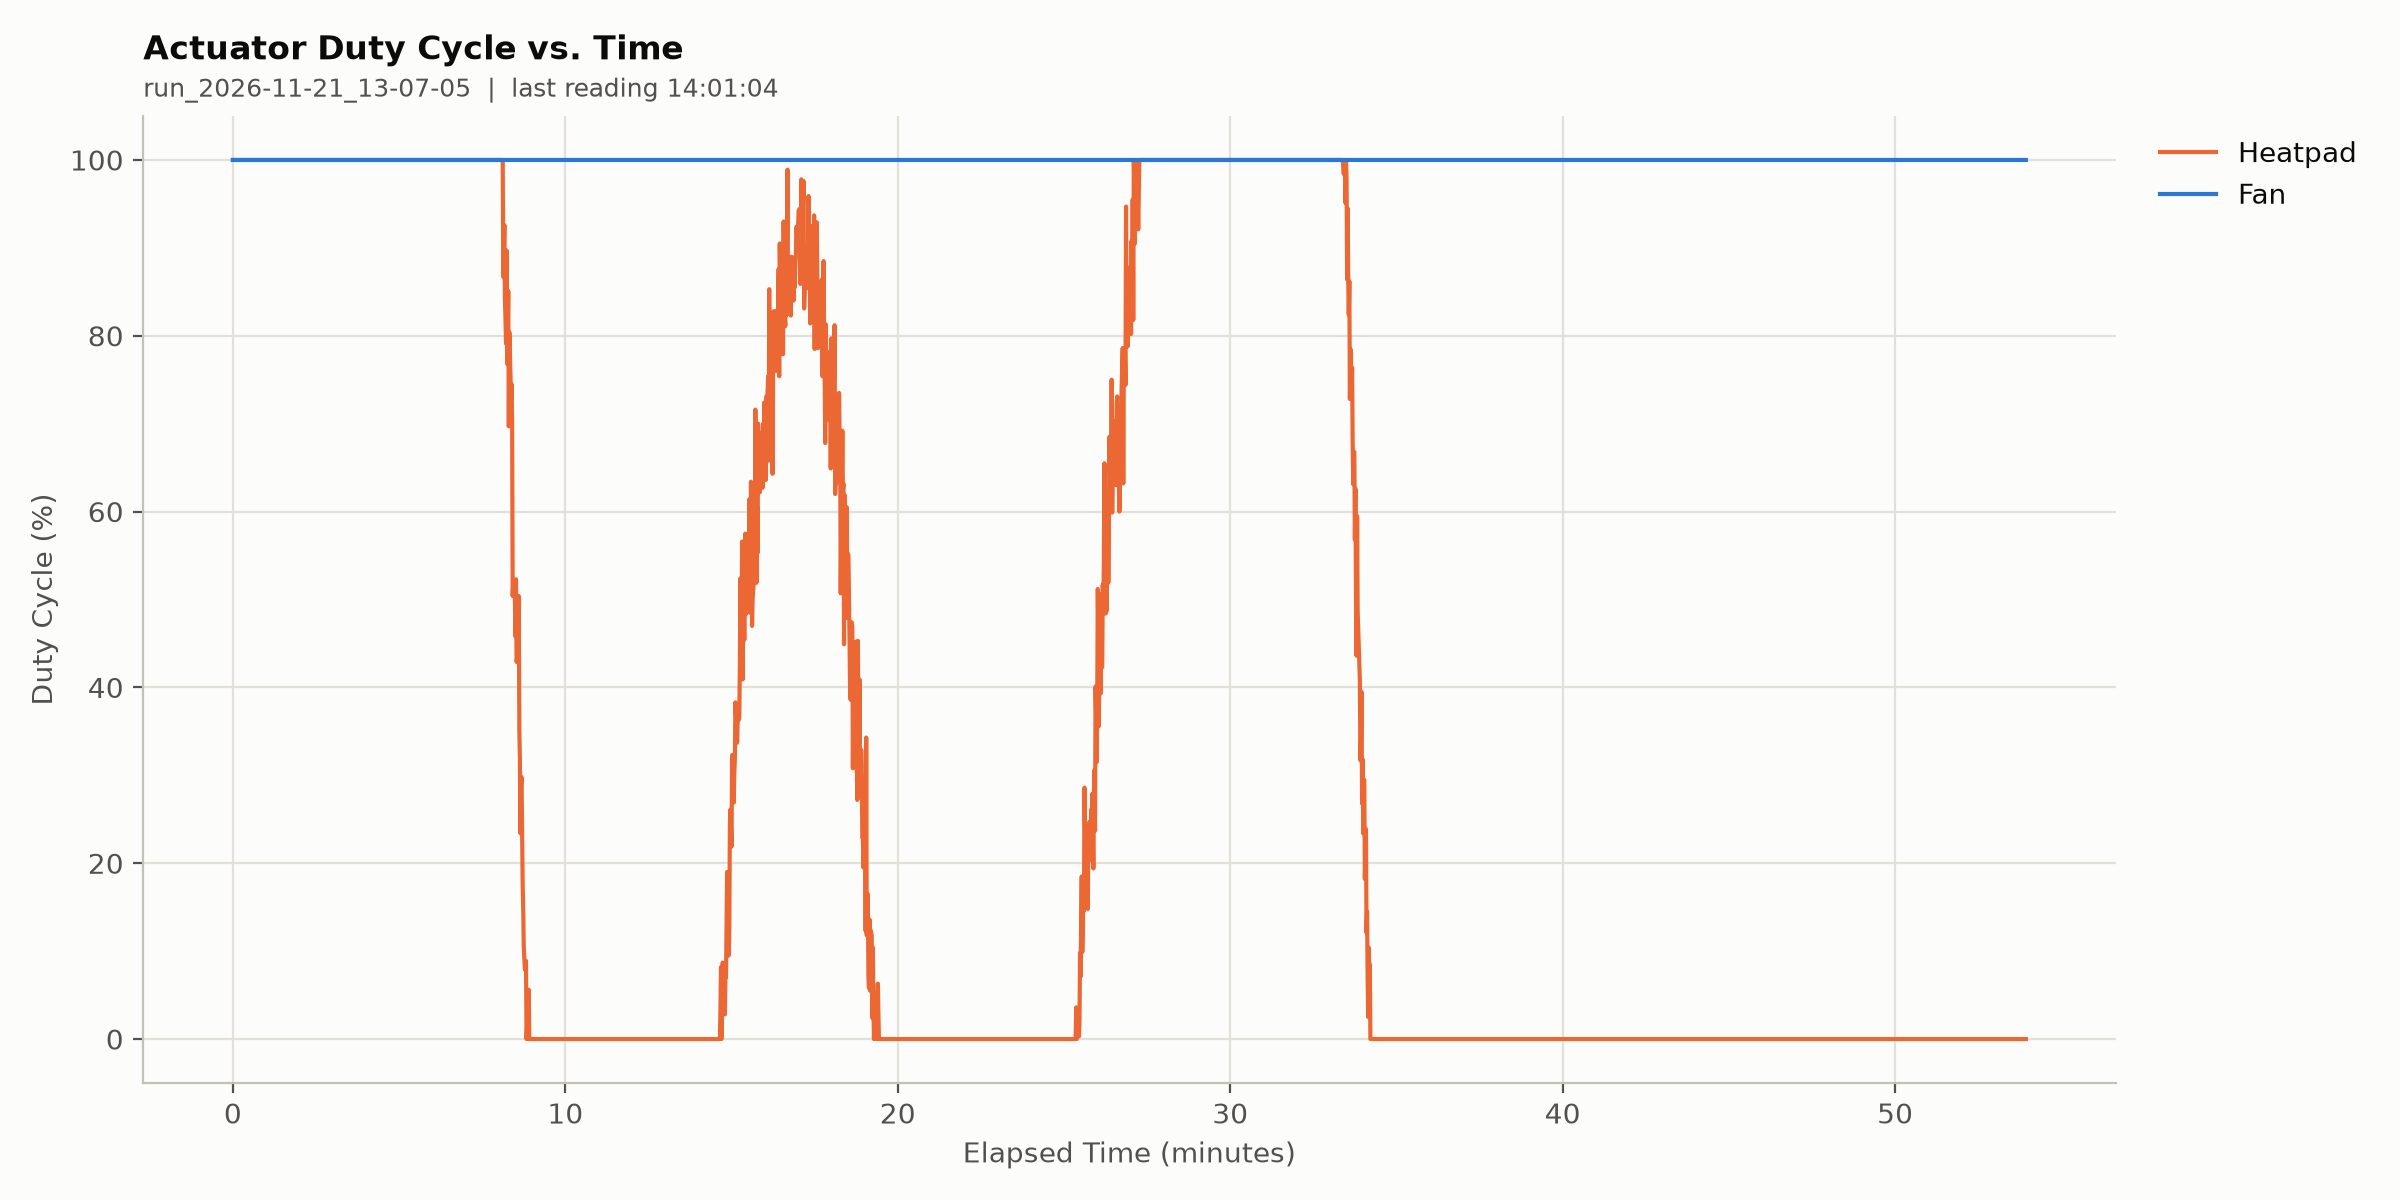 Actuator Duty Cycle vs. Time
run_2026-11-21_13-07-05 | last reading 14:01:04
Heatpad
Fan
Duty Cycle (%)
100
80
60
40
20
0
0 10 20 30 40 50
Elapsed Time (minutes)